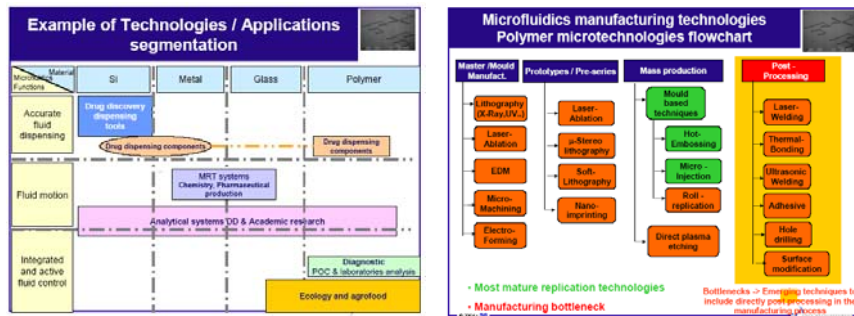 Example of Technologies / Applications
segmentation
Material
Microfluidics
Functions
Si
Metal
Glass
Polymer
Accurate
fluid
dispensing
Drug discovery
dispensing
tools
Drug dispensing components
Drug dispensing
components
Fluid motion
MRT systems
Chemistry, Pharmaceutical
production
Analytical systems DD & Academic research
Integrated
and active
fluid control
Diagnostic
POC & laboratories analysis
Ecology and agrofood
Microfluidics manufacturing technologies
Polymer microtechnologies flowchart
Master /Mould
Manufact.
Lithography
(X-Ray,UV..)
Laser-
Ablation
EDM
Micro-
Machining
Electro-
Forming
Prototypes / Pre-series
Laser-
Ablation
µ-Stereo
lithography
Soft-
Lithography
Nano-
imprinting
Mass production
Mould
based
techniques
Hot-
Embossing
Micro -
Injection
Roll -
replication
Direct plasma
etching
Post -
Processing
Laser-
Welding
Thermal-
Bonding
Ultrasonic
Welding
Adhesive
Hole
drilling
Surface
modification
• Most mature replication technologies
• Manufacturing bottleneck
Bottlenecks -> Emerging techniques to
include directly post processing in the
manufacturing process